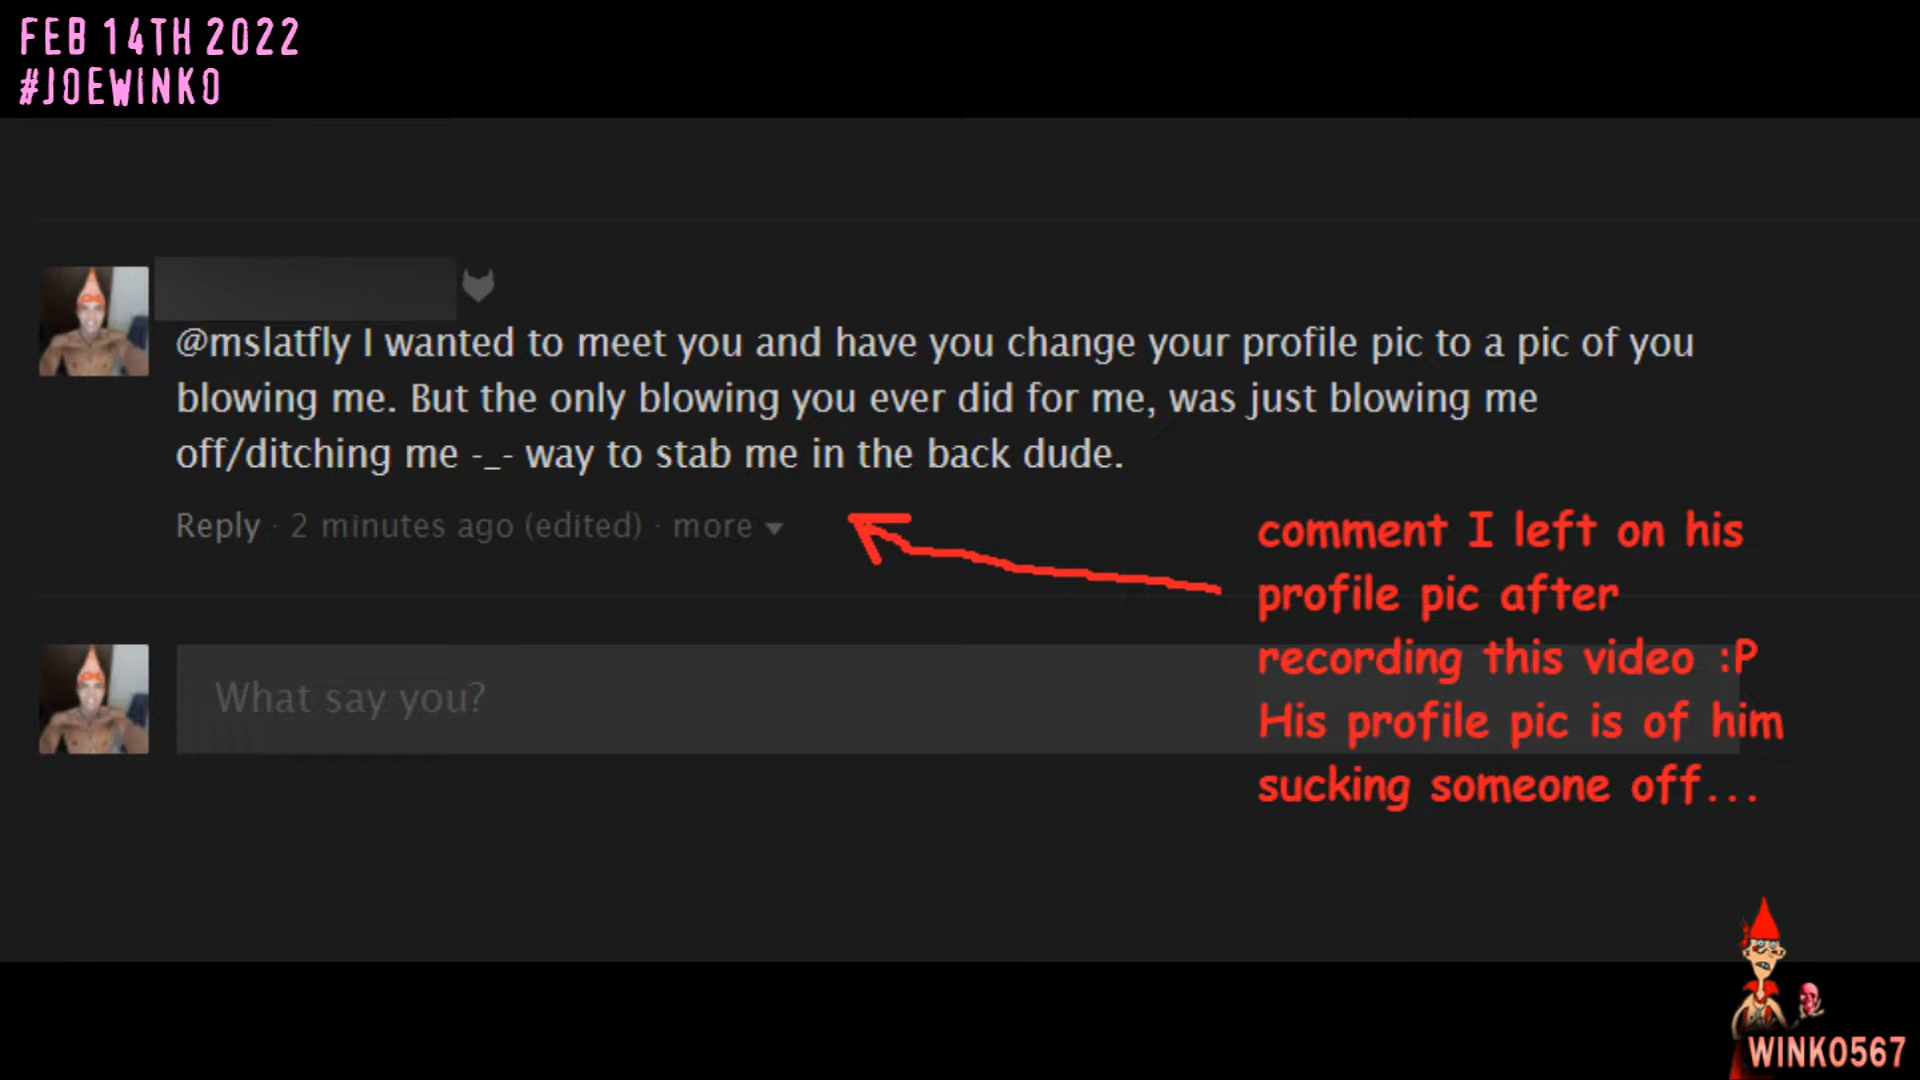 FEB 14TH 2022
#JOEWINKO
@mslatfly I wanted to meet you and have you change your profile pic to a pic of you
blowing me. But the only blowing you ever did for me, was just blowing me
off/ditching me -_- way to stab me in the back dude.
Reply · 2 minutes ago (edited) · more
comment I left on his
profile pic after
recording this video :P
His profile pic is of him
sucking someone off...
What say you?
WINKO567